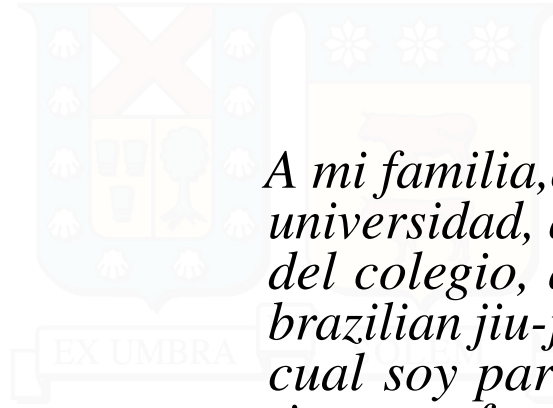 A mi familia,
universidad,
del colegio,
brazilian jiu-
cual soy par
EX UMBRA